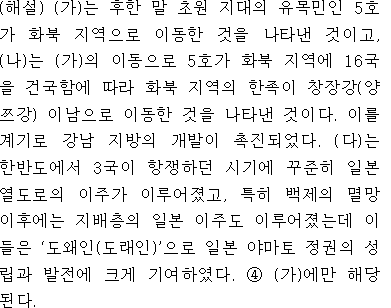 (해설) (가)는 후한 말 초원 지대의 유목민인 5호
가 화북 지역으로 이동한 것을 나타낸 것이고,
(나)는 (가)의 이동으로 5호가 화북 지역에 16국
을 건국함에 따라 화북 지역의 한족이 창장강(양
쯔강) 이남으로 이동한 것을 나타낸 것이다. 이를
계기로 강남 지방의 개발이 촉진되었다. (다)는
한반도에서 3국이 항쟁하던 시기에 꾸준히 일본
열도로의 이주가 이루어졌고, 특히 백제의 멸망
이후에는 지배층의 일본 이주도 이루어졌는데 이
들은 ‘도왜인(도래인)’으로 일본 야마토 정권의 성
립과 발전에 크게 기여하였다. ④ (가)에만 해당
된다.